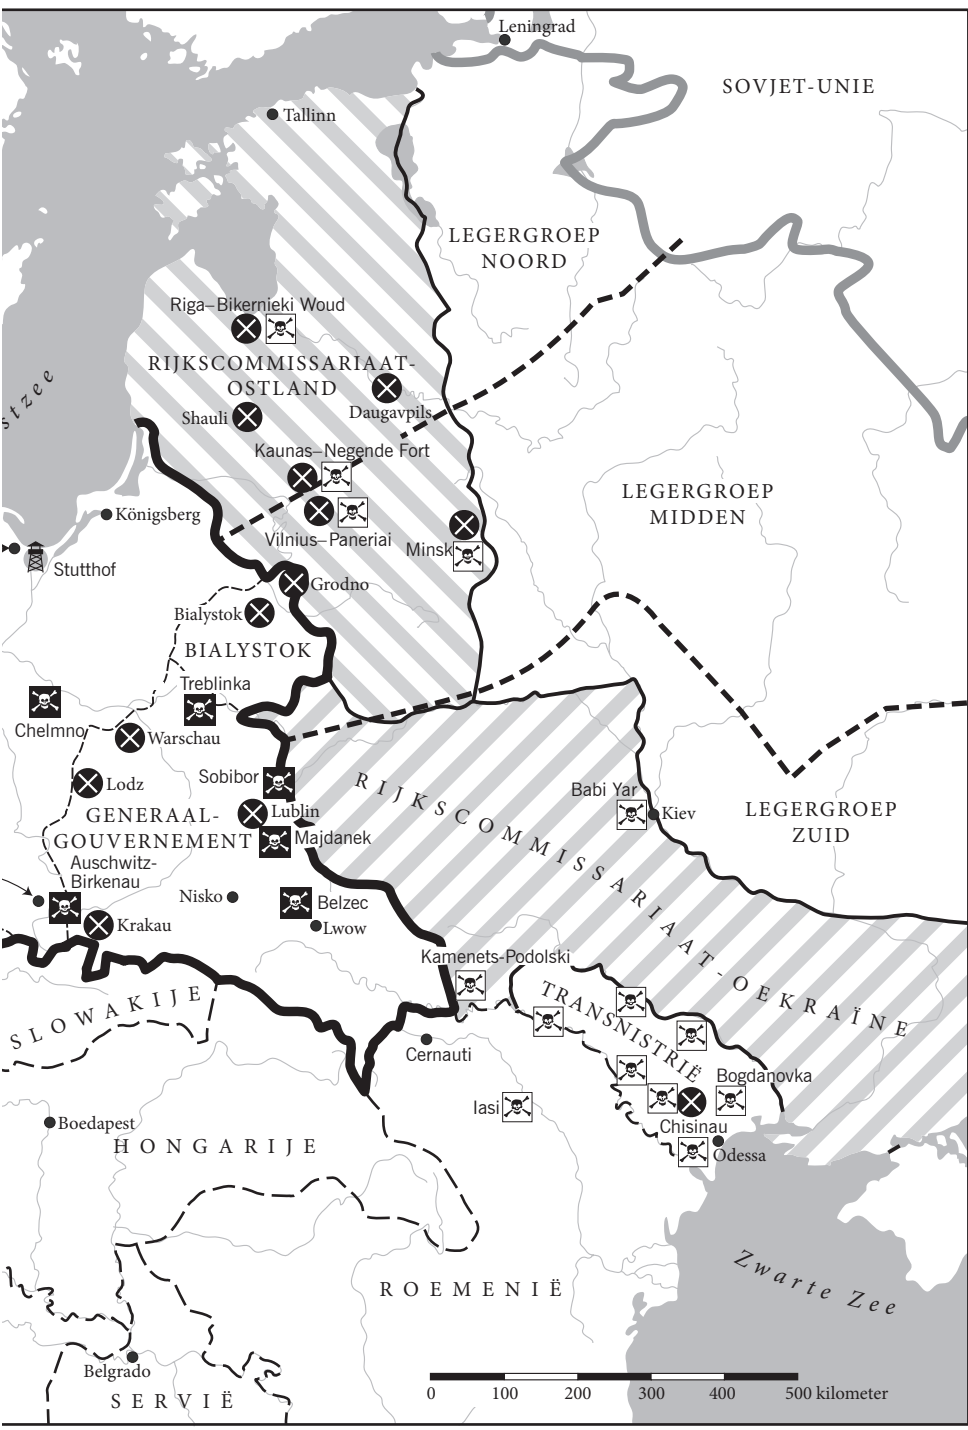 Leningrad
SOVJET-UNIE
Tallinn
LEGERGROEP
NOORD
Riga–Bikernieki Woud
RIJKSCOMMISSARIAAT-
OSTLAND
stzee
Shauli
Daugavpils
Kaunas–Negende Fort
LEGERGROEP
MIDDEN
Königsberg
Vilnius–Paneriai
Minsk
Stutthof
Grodno
Bialystok
BIALYSTOK
Treblinka
Chelmno
Warschau
Sobibor
Lodz
RIJKSCOMMISSARIAAT-OEKRAÏNE
Babi Yar
Kiev
LEGERGROEP
ZUID
GENERAAL-
GOUVERNEMENT
Lublin
Majdanek
Auschwitz-
Birkenau
Nisko
Belzec
Krakau
Lwow
Kamenets-Podolski
SLOWAKIJE
TRANSNISTRIË
Cernauti
Bogdanovka
Iasi
Chisinau
Boedapest
HONGARIJE
Odessa
Zwarte Zee
ROEMENIË
Belgrado
SERVIË
0 100 200 300 400 500 kilometer